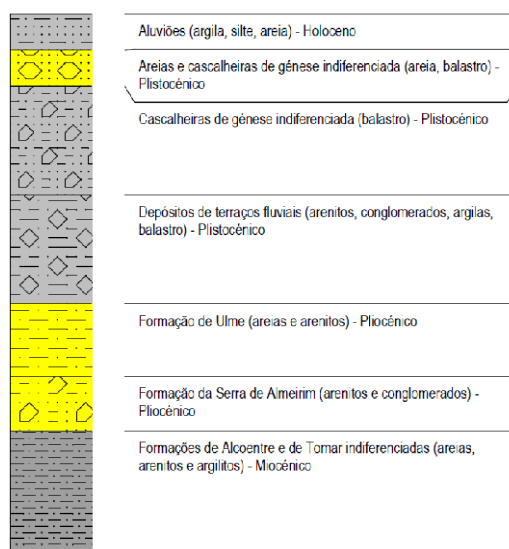 Aluviões (argila, silte, areia) - Holoceno
Areias e cascalheiras de génese indiferenciada (areia, balastro) -
Plistocénico
Cascalheiras de génese indiferenciada (balastro) - Plistocénico
Depósitos de terraços fluviais (arenitos, conglomerados, argilas,
balastro) - Plistocénico
Formação de Ulme (areias e arenitos) - Pliocénico
Formação da Serra de Almeirim (arenitos e conglomerados) -
Pliocénico
Formações de Alcoentre e de Tomar indiferenciadas (areias,
arenitos e argilitos) - Miocénico